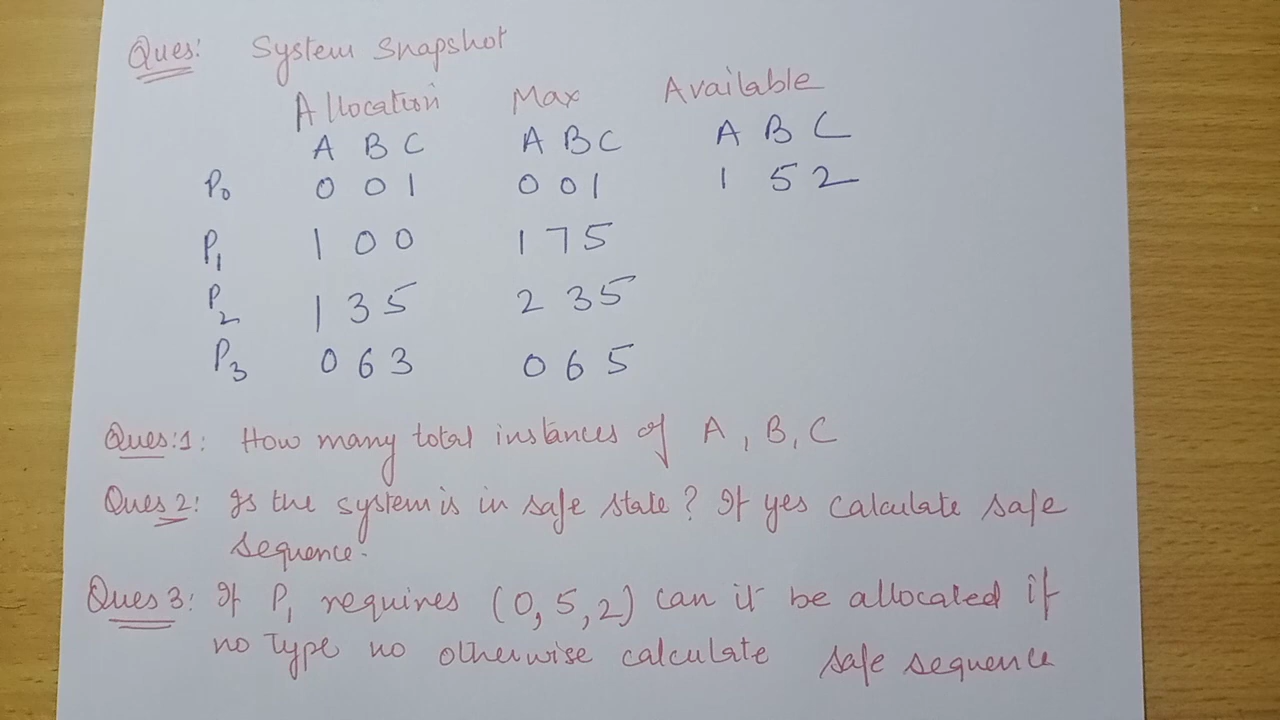 Ques: System Snapshot
Allocation Max Available
A B C A B C A B C
P0 0 0 1 0 0 1 1 5 2
P1 1 0 0 1 7 5
P2 1 3 5 2 3 5
P3 0 6 3 0 6 5
Ques:1: How many total instances of A, B, C
Ques 2: Is the system is in safe state? If yes calculate safe
sequence.
Ques 3: If P1 requires (0, 5, 2) can it be allocated if
no type no otherwise calculate safe sequence